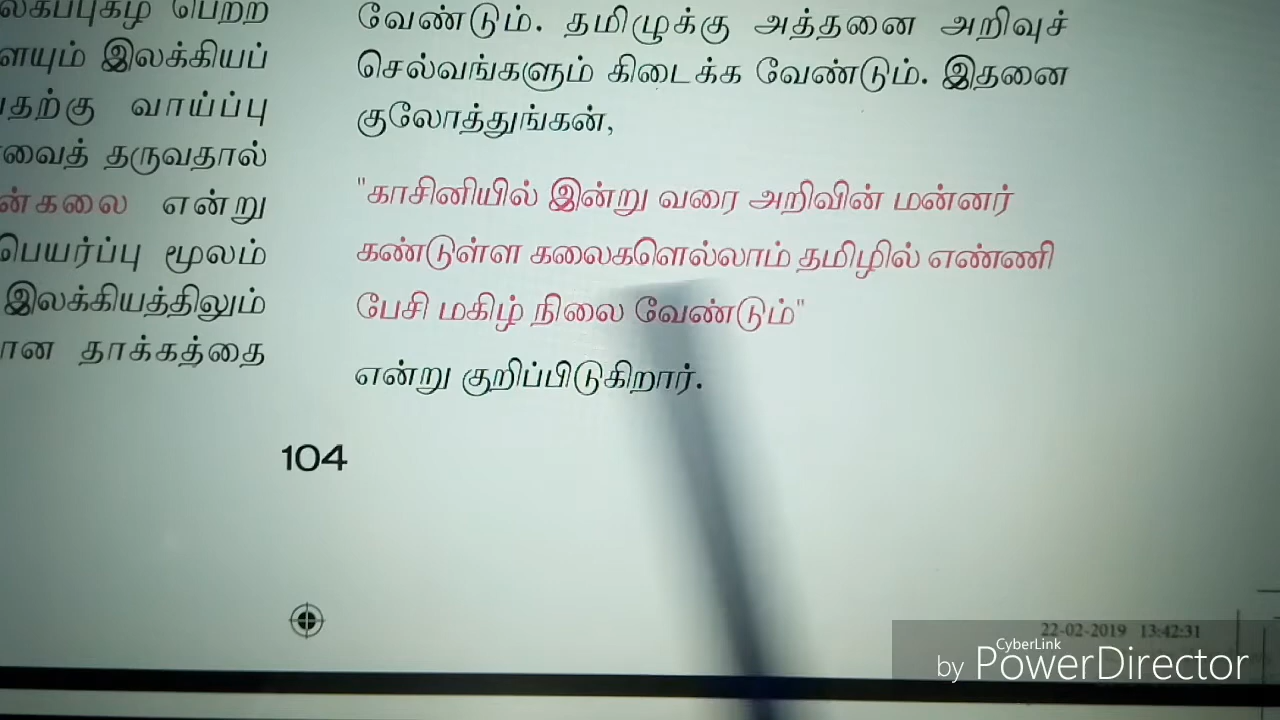 பெற்ற
இலக்கியப்
வாய்ப்பு
தருவதால்
என்று
மூலம்
இலக்கியத்திலும்
தாக்கத்தை
வேண்டும். தமிழுக்கு அத்தனை அறிவுச்
செல்வங்களும் கிடைக்க வேண்டும். இதனை
குலோத்துங்கன்,
"காசினியில் இன்று வரை அறிவின் மன்னர்
கண்டுள்ள கலைகளெல்லாம் தமிழில் எண்ணி
பேசி மகிழ் நிலை வேண்டும்"
என்று குறிப்பிடுகிறார்.
104
22-02-2019 13:42:31
CyberLink
by PowerDirector